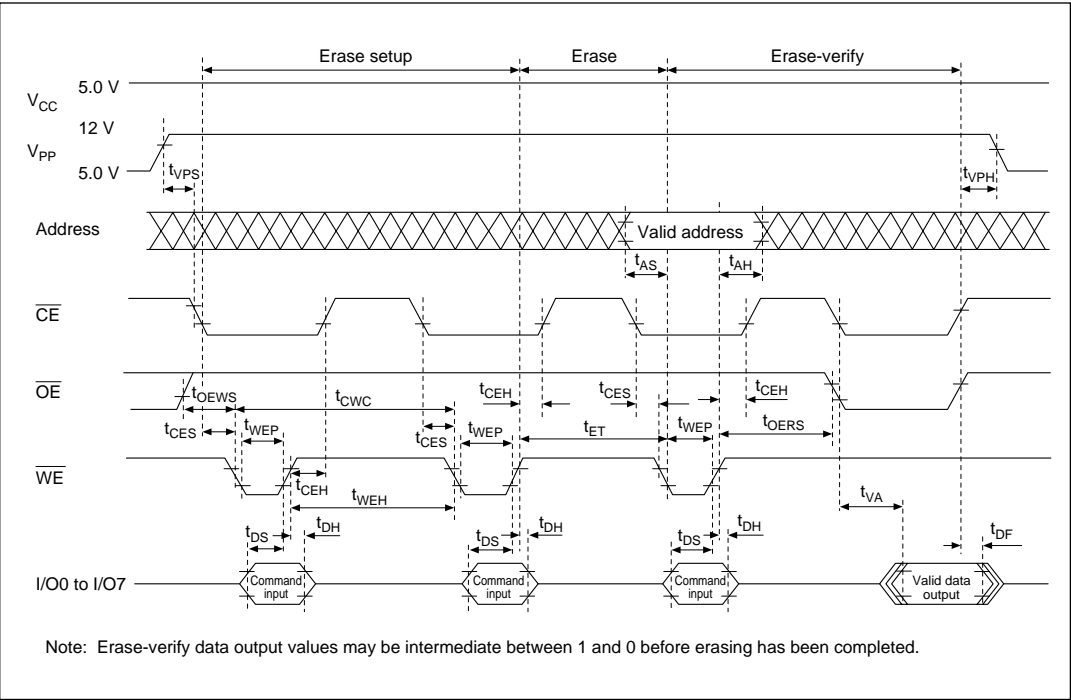 Erase setup Erase Erase-verify
5.0 V
VCC
12 V
VPP
5.0 V
tVPS tVPH
Address Valid address
tAS tAH
CE
OE
tOEWS tCWC tCEH tCES tCEH
tCES tWEP tCES tWEP tET tWEP tOERS
WE
tCEH
tWEH tVA
tDS tDH tDS tDH tDS tDH tDF
I/O0 to I/O7
Command input
Command input
Command input
Valid data output
Note: Erase-verify data output values may be intermediate between 1 and 0 before erasing has been completed.